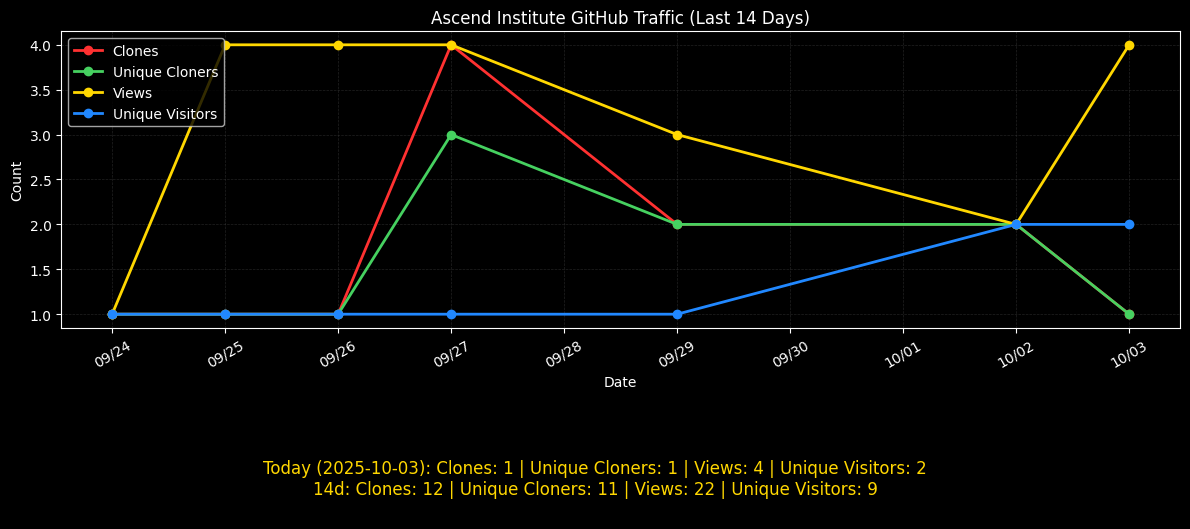 Ascend Institute GitHub Traffic (Last 14 Days)
Clones
Unique Cloners
Views
Unique Visitors
Count
4.0
3.5
3.0
2.5
2.0
1.5
1.0
09/24
09/25
09/26
09/27
09/28
09/29
09/30
10/01
10/02
10/03
Date
Today (2025-10-03): Clones: 1 | Unique Cloners: 1 | Views: 4 | Unique Visitors: 2
14d: Clones: 12 | Unique Cloners: 11 | Views: 22 | Unique Visitors: 9